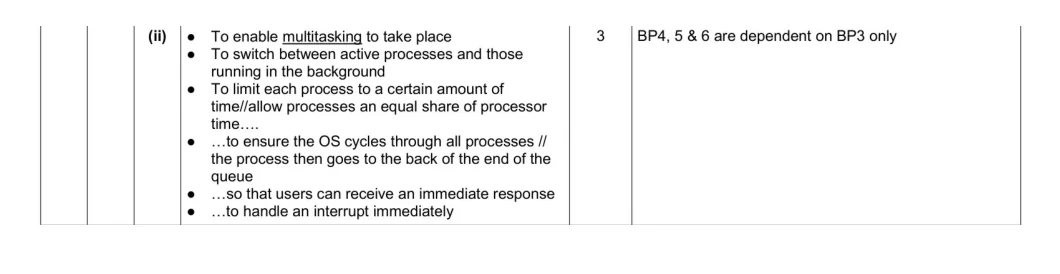 (ii) • To enable multitasking to take place 3 BP4, 5 & 6 are dependent on BP3 only
• To switch between active processes and those
running in the background
• To limit each process to a certain amount of
time//allow processes an equal share of processor
time….
• …to ensure the OS cycles through all processes //
the process then goes to the back of the end of the
queue
• …so that users can receive an immediate response
• …to handle an interrupt immediately